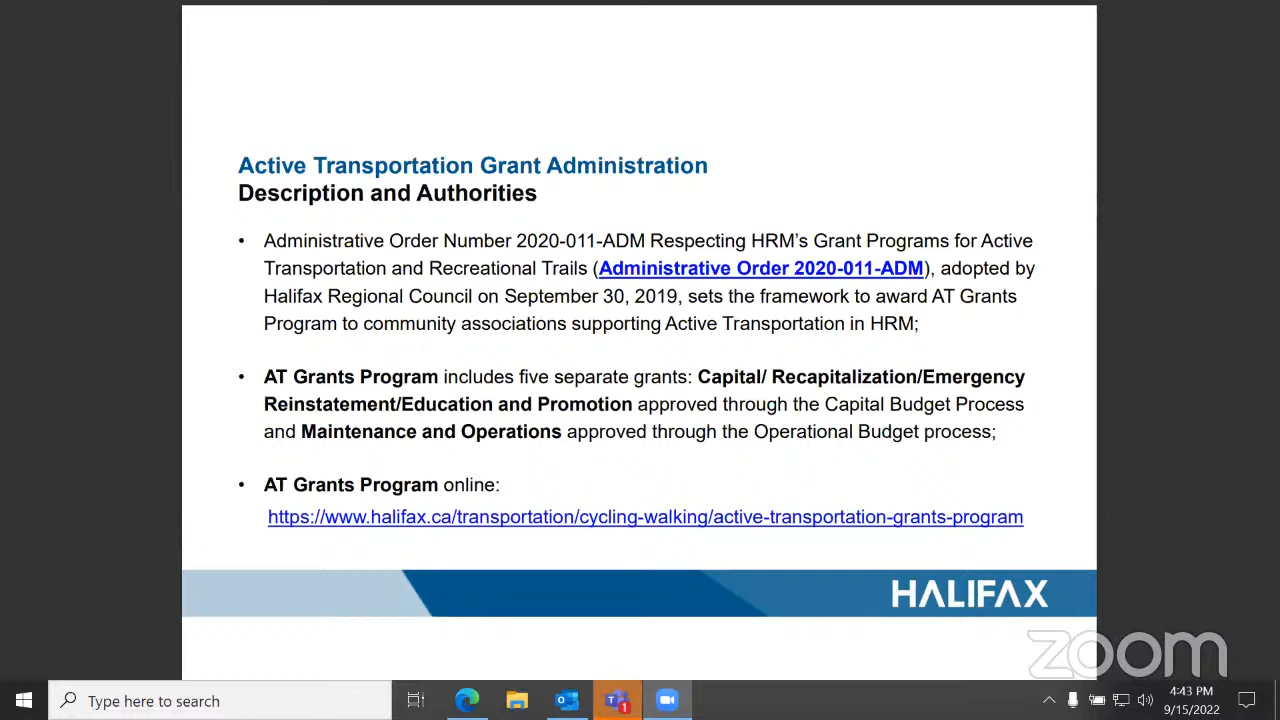 Active Transportation Grant Administration
Description and Authorities
• Administrative Order Number 2020-011-ADM Respecting HRM's Grant Programs for Active
Transportation and Recreational Trails (Administrative Order 2020-011-ADM), adopted by
Halifax Regional Council on September 30, 2019, sets the framework to award AT Grants
Program to community associations supporting Active Transportation in HRM;
• AT Grants Program includes five separate grants: Capital/ Recapitalization/Emergency
Reinstatement/Education and Promotion approved through the Capital Budget Process
and Maintenance and Operations approved through the Operational Budget process;
• AT Grants Program online:
https://www.halifax.ca/transportation/cycling-walking/active-transportation-grants-program
HALIFAX
zoom
Type here to search
T
1
4:43 PM
9/15/2022